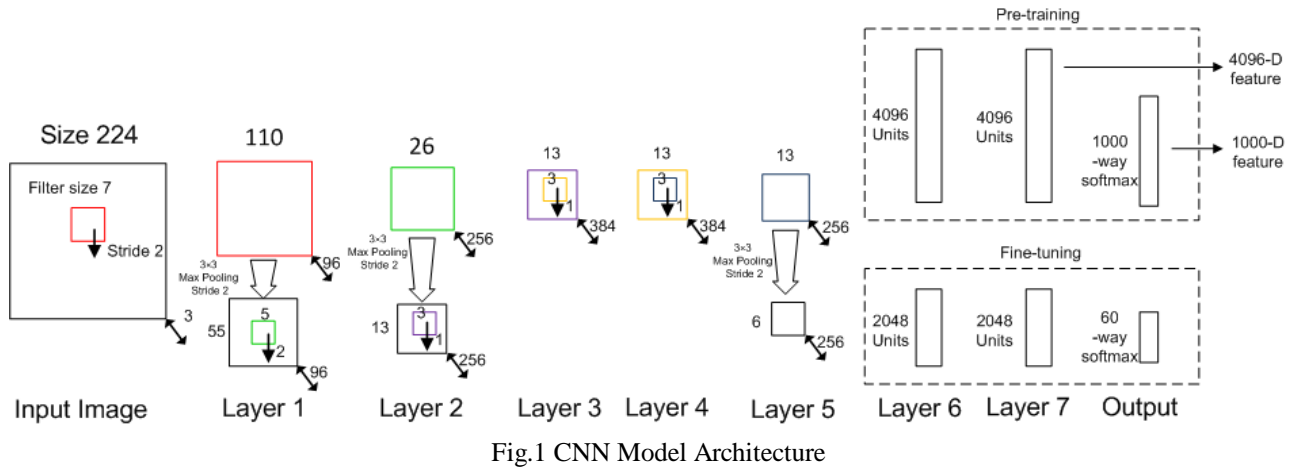 Size 224
Filter size 7
Stride 2
3
Input Image
110
96
3×3
Max Pooling
Stride 2
55
5
2
96
Layer 1
26
256
3×3
Max Pooling
Stride 2
13
3
1
256
Layer 2
13
3
1
384
Layer 3
13
3
1
384
Layer 4
13
256
3×3
Max Pooling
Stride 2
6
256
Layer 5
Pre-training
4096
Units
4096
Units
1000
-way
softmax
4096-D
feature
1000-D
feature
Fine-tuning
2048
Units
2048
Units
60
-way
softmax
Layer 6
Layer 7
Output
Fig.1 CNN Model Architecture